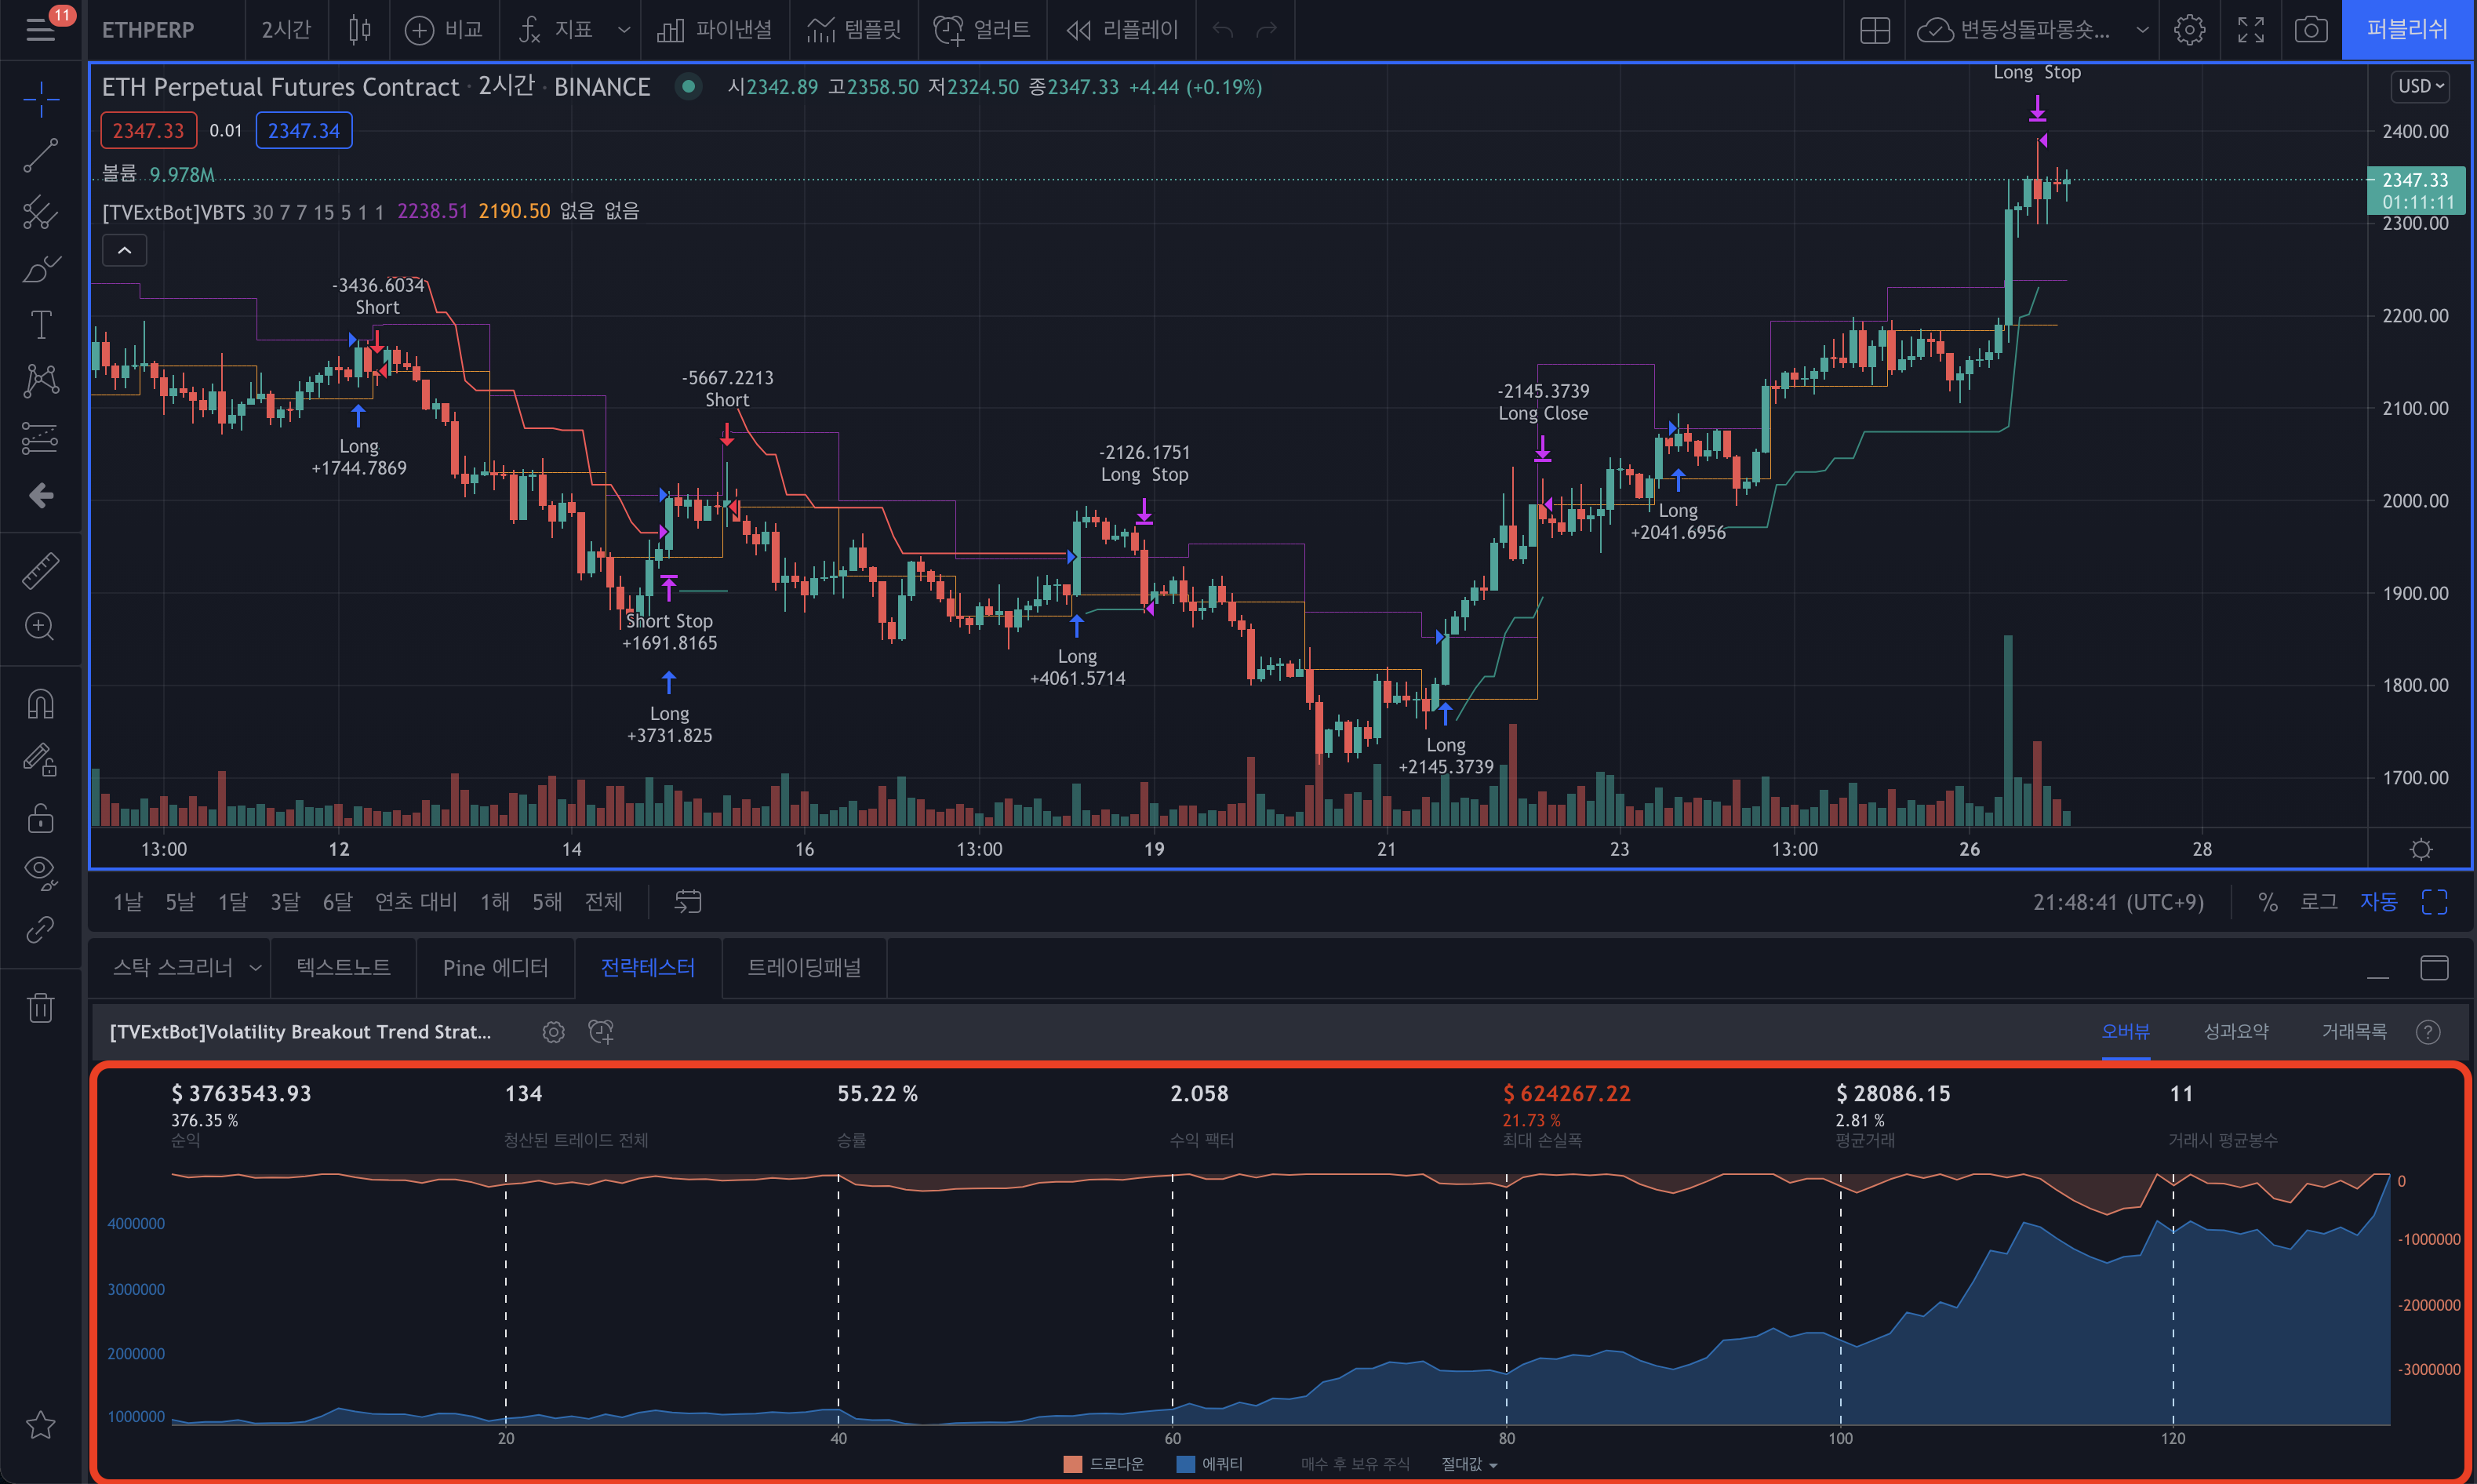 11
ETHPERP 2시간 비교 지표 파이낸셜 템플릿 얼러트 리플레이 변동성돌파롱숏... 퍼블리쉬
ETH Perpetual Futures Contract · 2시간 · BINANCE 시2342.89 고2358.50 저2324.50 종2347.33 +4.44 (+0.19%)
USD
2347.33 0.01 2347.34
볼륨 9.978M
[TVExtBot]VBTS 30 7 7 15 5 1 1 2238.51 2190.50 없음 없음
Long Stop
-3436.6034
Short
Long
+1744.7869
-5667.2213
Short
Short Stop
+1691.8165
Long
+3731.825
-2126.1751
Long Stop
Long
+4061.5714
-2145.3739
Long Close
Long
+2145.3739
Long
+2041.6956
2400.00
2347.33
01:11:11
2300.00
2200.00
2100.00
2000.00
1900.00
1800.00
1700.00
13:00 12 14 16 13:00 19 21 23 13:00 26 28
1날 5날 1달 3달 6달 연초 대비 1해 5해 전체 21:48:41 (UTC+9) % 로그 자동
스탁 스크리너 텍스트노트 Pine 에디터 전략테스터 트레이딩패널
[TVExtBot]Volatility Breakout Trend Strat... 오버뷰 성과요약 거래목록 ?
$ 3763543.93 134 55.22 % 2.058 $ 624267.22 $ 28086.15 11
376.35 % 21.73 % 2.81 %
순익 청산된 트레이드 전체 승률 수익 팩터 최대 손실폭 평균거래 거래시 평균봉수
4000000
3000000
2000000
1000000
0
-1000000
-2000000
-3000000
20 40 60 80 100 120
드로다운 에쿼티 매수 후 보유 주식 절대값